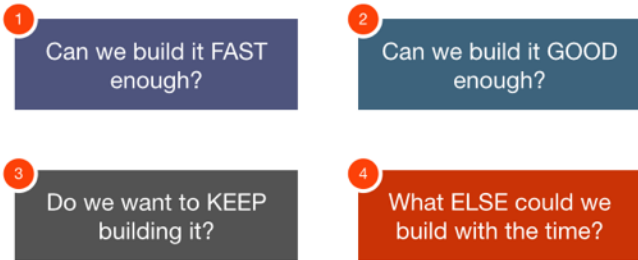 1
Can we build it FAST
enough?
2
Can we build it GOOD
enough?
3
Do we want to KEEP
building it?
4
What ELSE could we
build with the time?